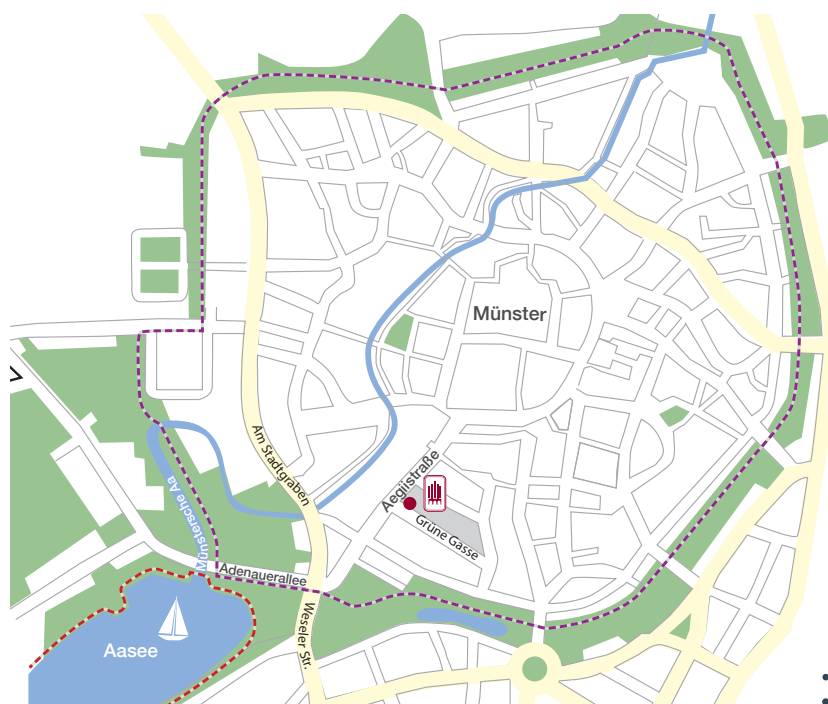 Münster
Am Stadtgraben
Aegiistraße
Grüne Gasse
Münstersche Aa
Adenauerallee
Weseler Str.
Aasee